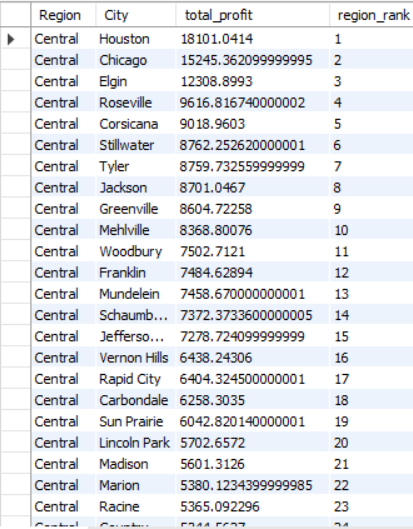 Region City total_profit region_rank
Central Houston 18101.0414 1
Central Chicago 15245.362099999995 2
Central Elgin 12308.8993 3
Central Roseville 9616.816740000002 4
Central Corsicana 9018.9603 5
Central Stillwater 8762.252620000001 6
Central Tyler 8759.732559999999 7
Central Jackson 8701.0467 8
Central Greenville 8604.72258 9
Central Mehlville 8368.80076 10
Central Woodbury 7502.7121 11
Central Franklin 7484.62894 12
Central Mundelein 7458.670000000001 13
Central Schaumb... 7372.3733600000005 14
Central Jefferso... 7278.724099999999 15
Central Vernon Hills 6438.24306 16
Central Rapid City 6404.324500000001 17
Central Carbondale 6258.3035 18
Central Sun Prairie 6042.820140000001 19
Central Lincoln Park 5702.6572 20
Central Madison 5601.3126 21
Central Marion 5380.1234399999985 22
Central Racine 5365.092296 23